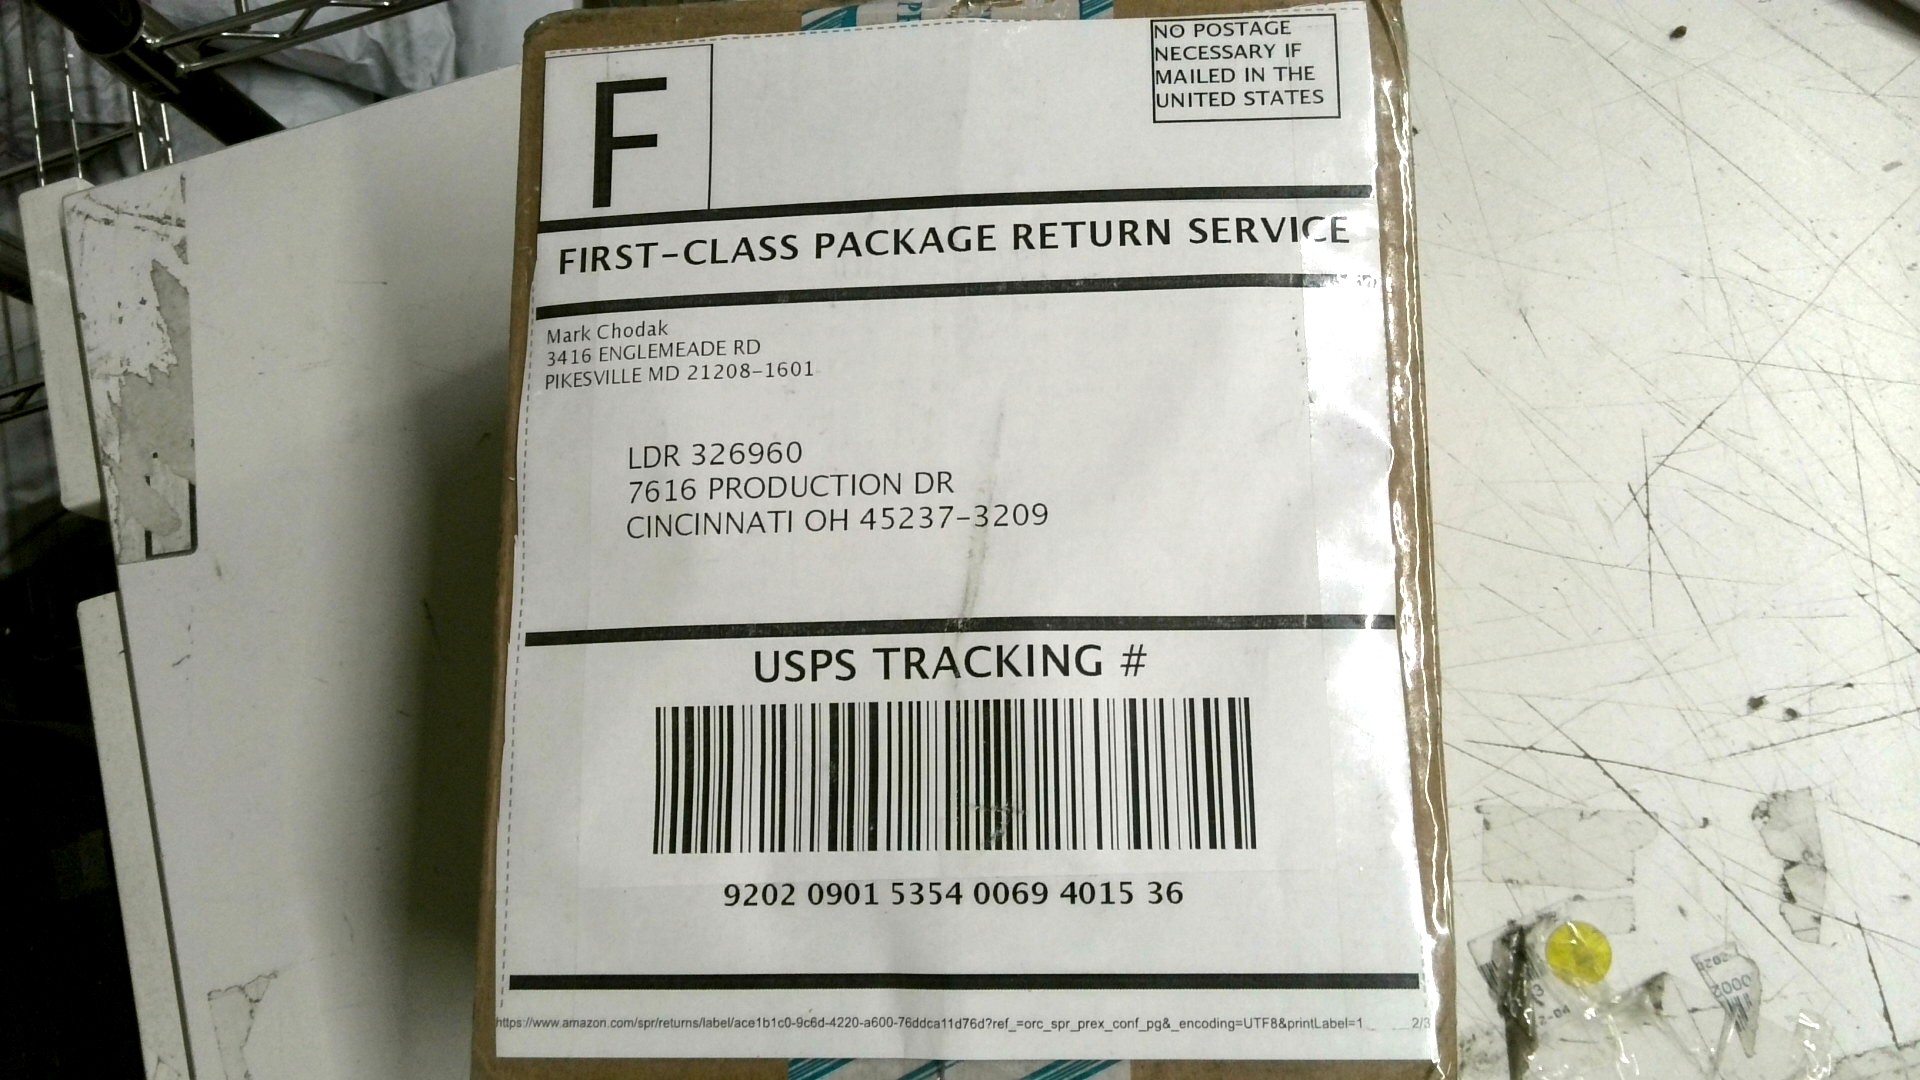 F
NO POSTAGE
NECESSARY IF
MAILED IN THE
UNITED STATES
FIRST-CLASS PACKAGE RETURN SERVICE
Mark Chodak
3416 ENGLEMEADE RD
PIKESVILLE MD 21208-1601
LDR 326960
7616 PRODUCTION DR
CINCINNATI OH 45237-3209
USPS TRACKING #
9202 0901 5354 0069 4015 36
https://www.amazon.com/spr/returns/label/ace1b1c0-9c6d-4220-a600-76ddca11d76d?ref_=orc_spr_prex_conf_pg&_encoding=UTF8&printLabel=1 2/3